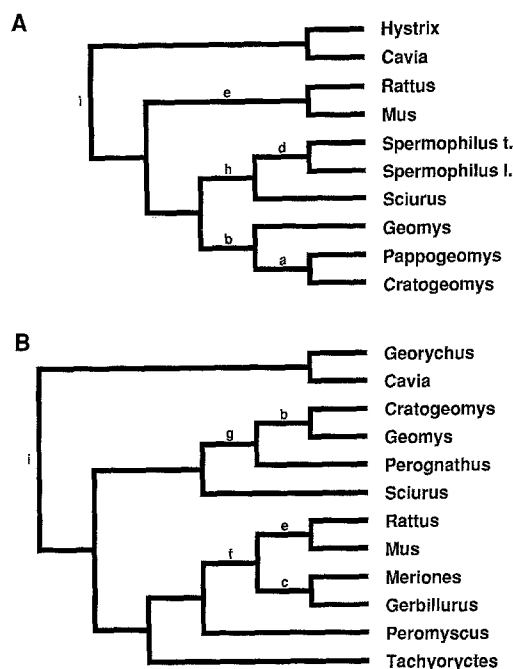 A
Hystrix
Cavia
i
e
Rattus
Mus
d
Spermophilus t.
h
Spermophilus l.
Sciurus
b
Geomys
a
Pappogeomys
Cratogeomys
B
Georychus
Cavia
i
b
Cratogeomys
g
Geomys
Perognathus
Sciurus
e
Rattus
f
Mus
c
Meriones
Gerbillurus
Peromyscus
Tachyoryctes